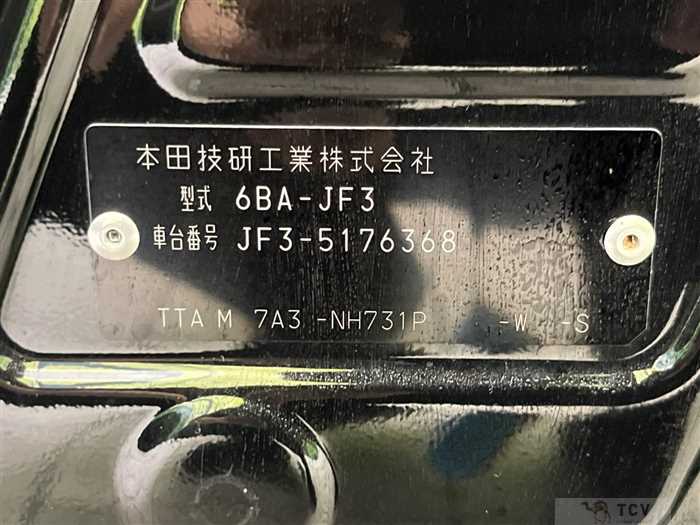 本田技研工業株式会社
型式 6BA-JF3
車台番号 JF3-5176368
TTA M 7A3 -NH731P -W -S
TCV